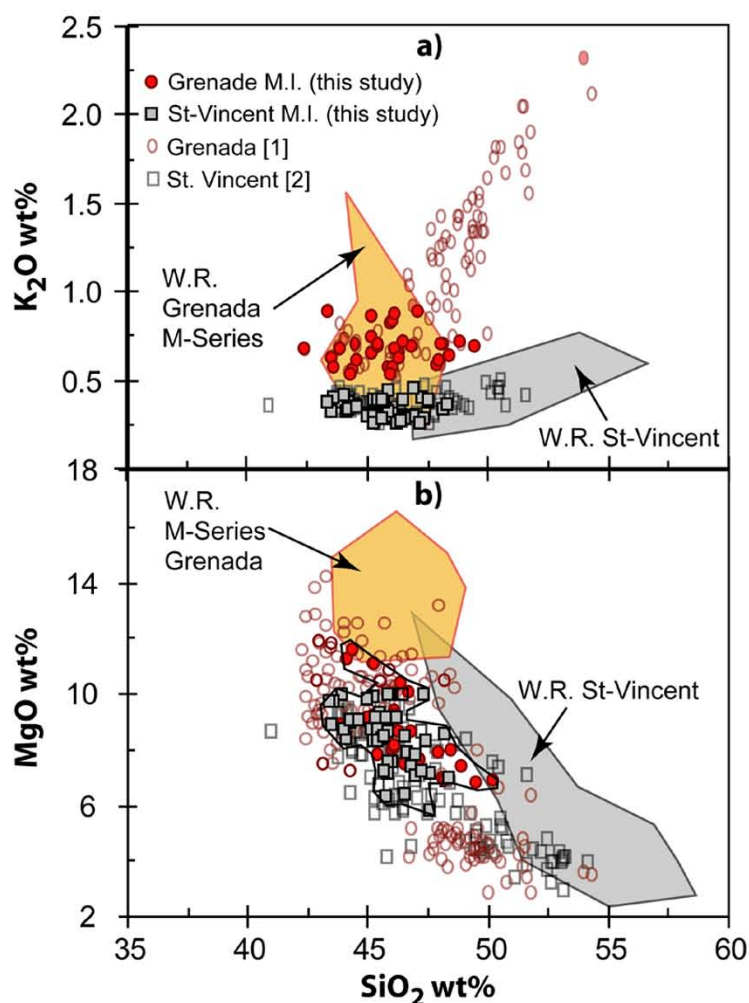 a)
2.5
2.0
1.5
1.0
0.5
K2O wt%
Grenade M.I. (this study)
St-Vincent M.I. (this study)
Grenada [1]
St. Vincent [2]
W.R.
Grenada
M-Series
W.R. St-Vincent
b)
18
14
10
6
2
MgO wt%
W.R.
M-Series
Grenada
W.R. St-Vincent
35 40 45 50 55 60
SiO2 wt%